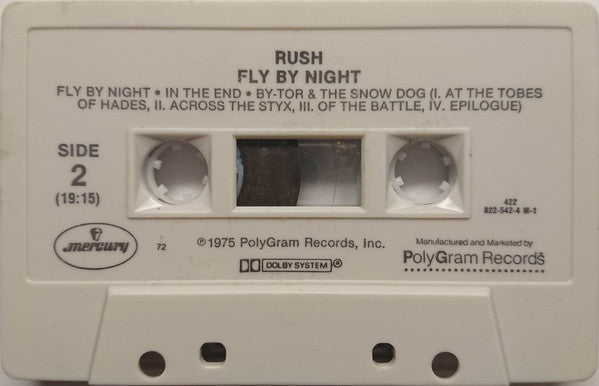 RUSH
FLY BY NIGHT
FLY BY NIGHT • IN THE END • BY-TOR & THE SNOW DOG (I. AT THE TOBES
OF HADES, II. ACROSS THE STYX, III. OF THE BATTLE, IV. EPILOGUE)
SIDE
2
(19:15)
422
822-542-4 M-1
mercury
72
℗1975 PolyGram Records, Inc.
DOLBY SYSTEM®
Manufactured and Marketed by
PolyGram Records